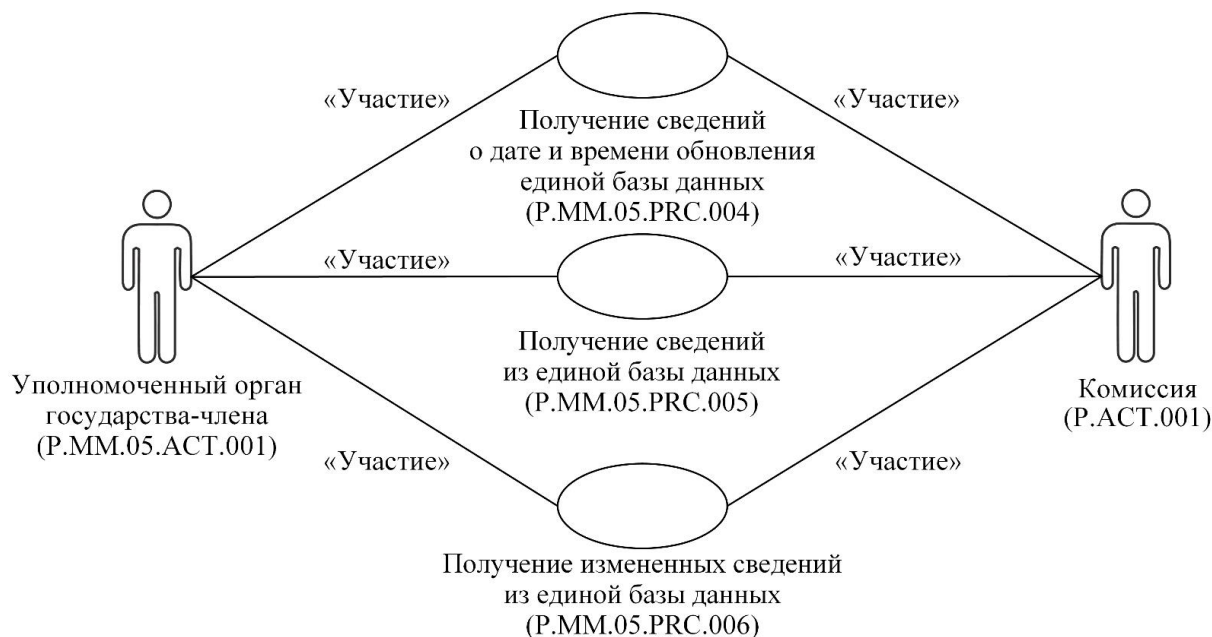 «Участие»
«Участие»
Получение сведений
о дате и времени обновления
единой базы данных
(P.MM.05.PRC.004)
«Участие»
«Участие»
Получение сведений
из единой базы данных
(P.MM.05.PRC.005)
Уполномоченный орган
государства-члена
(P.MM.05.ACT.001)
Комиссия
(P.ACT.001)
«Участие»
«Участие»
Получение измененных сведений
из единой базы данных
(P.MM.05.PRC.006)